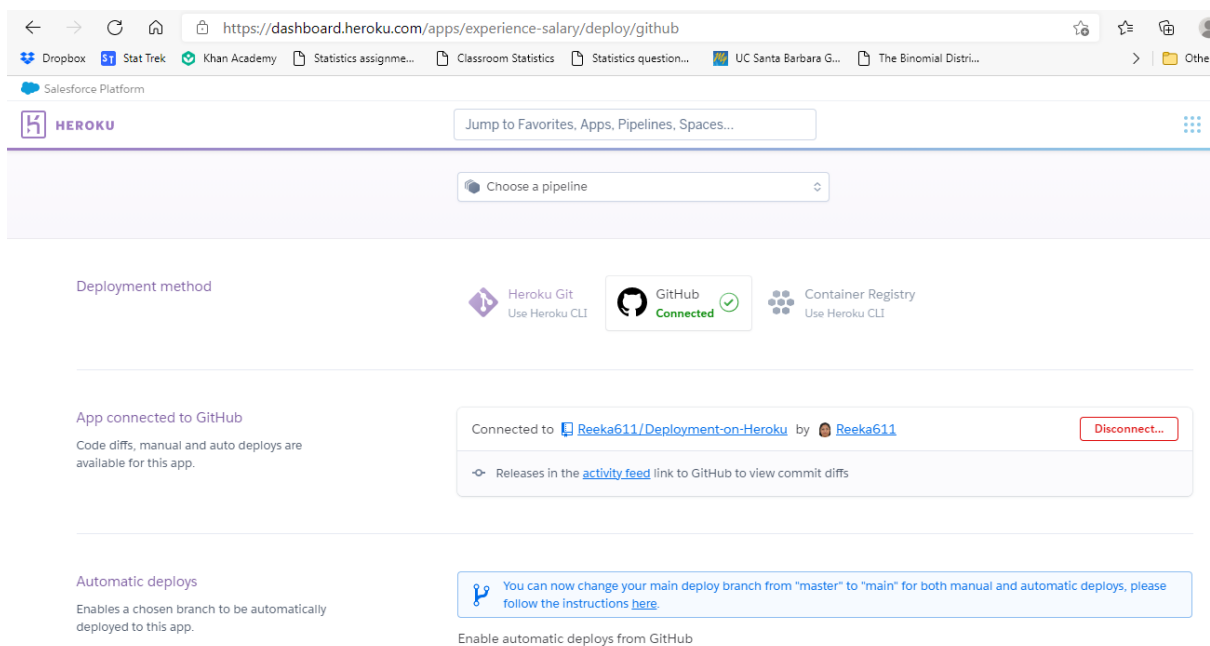 https://dashboard.heroku.com/apps/experience-salary/deploy/github
Dropbox ST Stat Trek Khan Academy Statistics assignme... Classroom Statistics Statistics question... UC Santa Barbara G... The Binomial Distri... Othe
Salesforce Platform
HEROKU Jump to Favorites, Apps, Pipelines, Spaces...
Choose a pipeline
Deployment method
Heroku Git
Use Heroku CLI
GitHub
Connected
Container Registry
Use Heroku CLI
App connected to GitHub
Code diffs, manual and auto deploys are
available for this app.
Connected to Reeka611/Deployment-on-Heroku by Reeka611 Disconnect...
Releases in the activity feed link to GitHub to view commit diffs
Automatic deploys
Enables a chosen branch to be automatically
deployed to this app.
You can now change your main deploy branch from "master" to "main" for both manual and automatic deploys, please
follow the instructions here.
Enable automatic deploys from GitHub